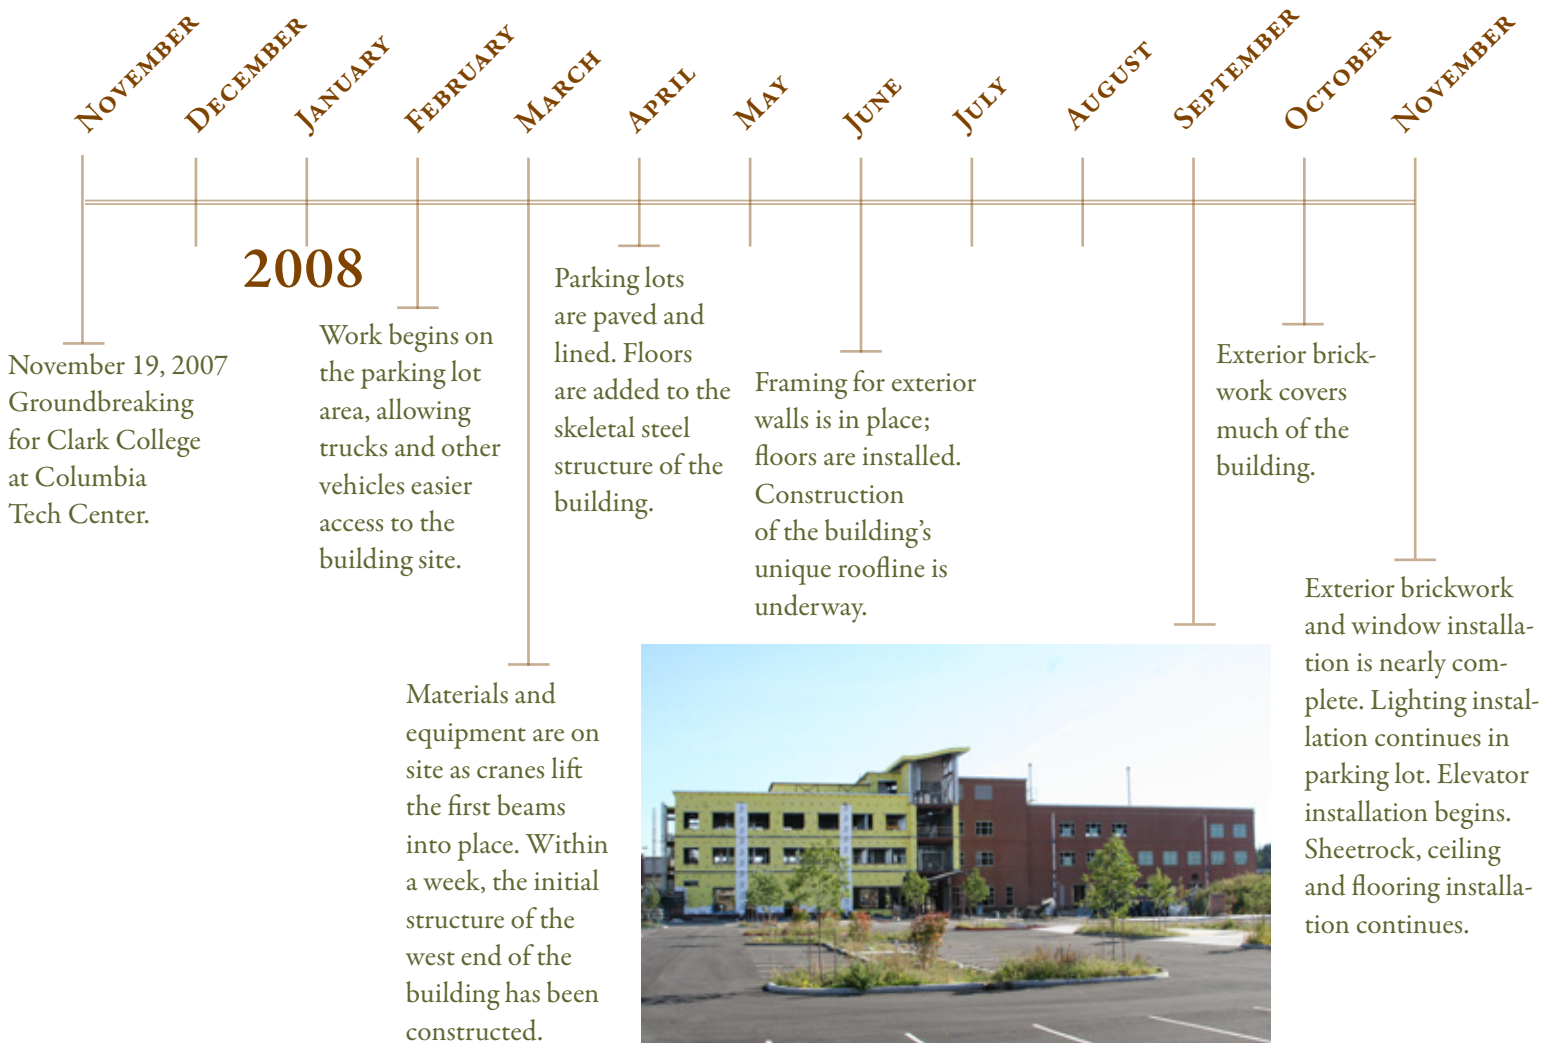 November
December
January
February
March
April
May
June
July
August
September
October
November
2008
November 19, 2007
Groundbreaking
for Clark College
at Columbia
Tech Center.
Work begins on
the parking lot
area, allowing
trucks and other
vehicles easier
access to the
building site.
Materials and
equipment are on
site as cranes lift
the first beams
into place. Within
a week, the initial
structure of the
west end of the
building has been
constructed.
Parking lots
are paved and
lined. Floors
are added to the
skeletal steel
structure of the
building.
Framing for exterior
walls is in place;
floors are installed.
Construction
of the building’s
unique roofline is
underway.
Exterior brick-
work covers
much of the
building.
Exterior brickwork
and window installa-
tion is nearly com-
plete. Lighting instal-
lation continues in
parking lot. Elevator
installation begins.
Sheetrock, ceiling
and flooring installa-
tion continues.